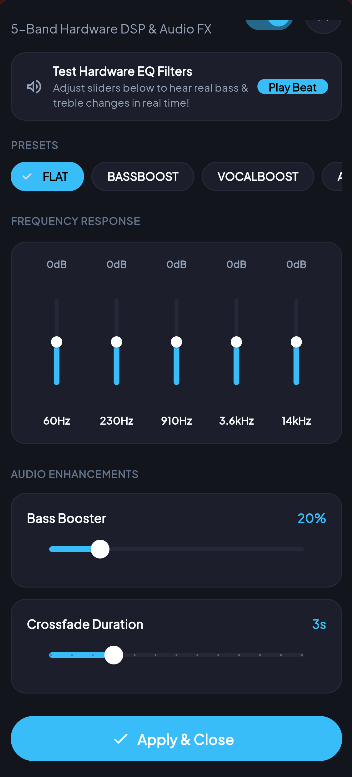 5-Band Hardware DSP & Audio FX
Test Hardware EQ Filters
Adjust sliders below to hear real bass &
treble changes in real time!
Play Beat
PRESETS
FLAT
BASSBOOST
VOCALBOOST
FREQUENCY RESPONSE
0dB 0dB 0dB 0dB 0dB
60Hz 230Hz 910Hz 3.6kHz 14kHz
AUDIO ENHANCEMENTS
Bass Booster 20%
Crossfade Duration 3s
Apply & Close